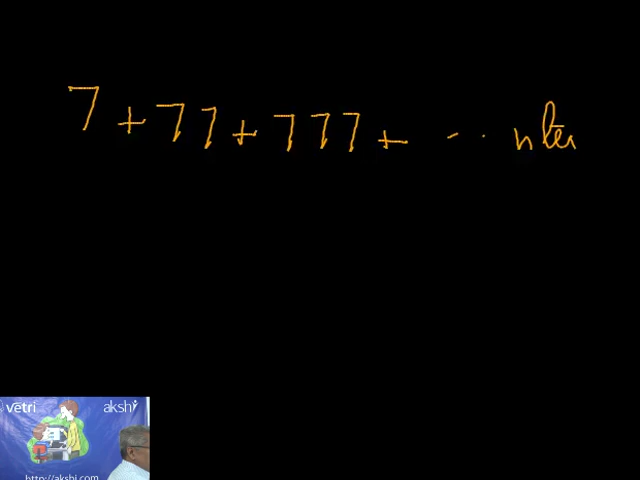 7 + 77 + 777 + - - - n ter
vetri akshi
http://akshi.com